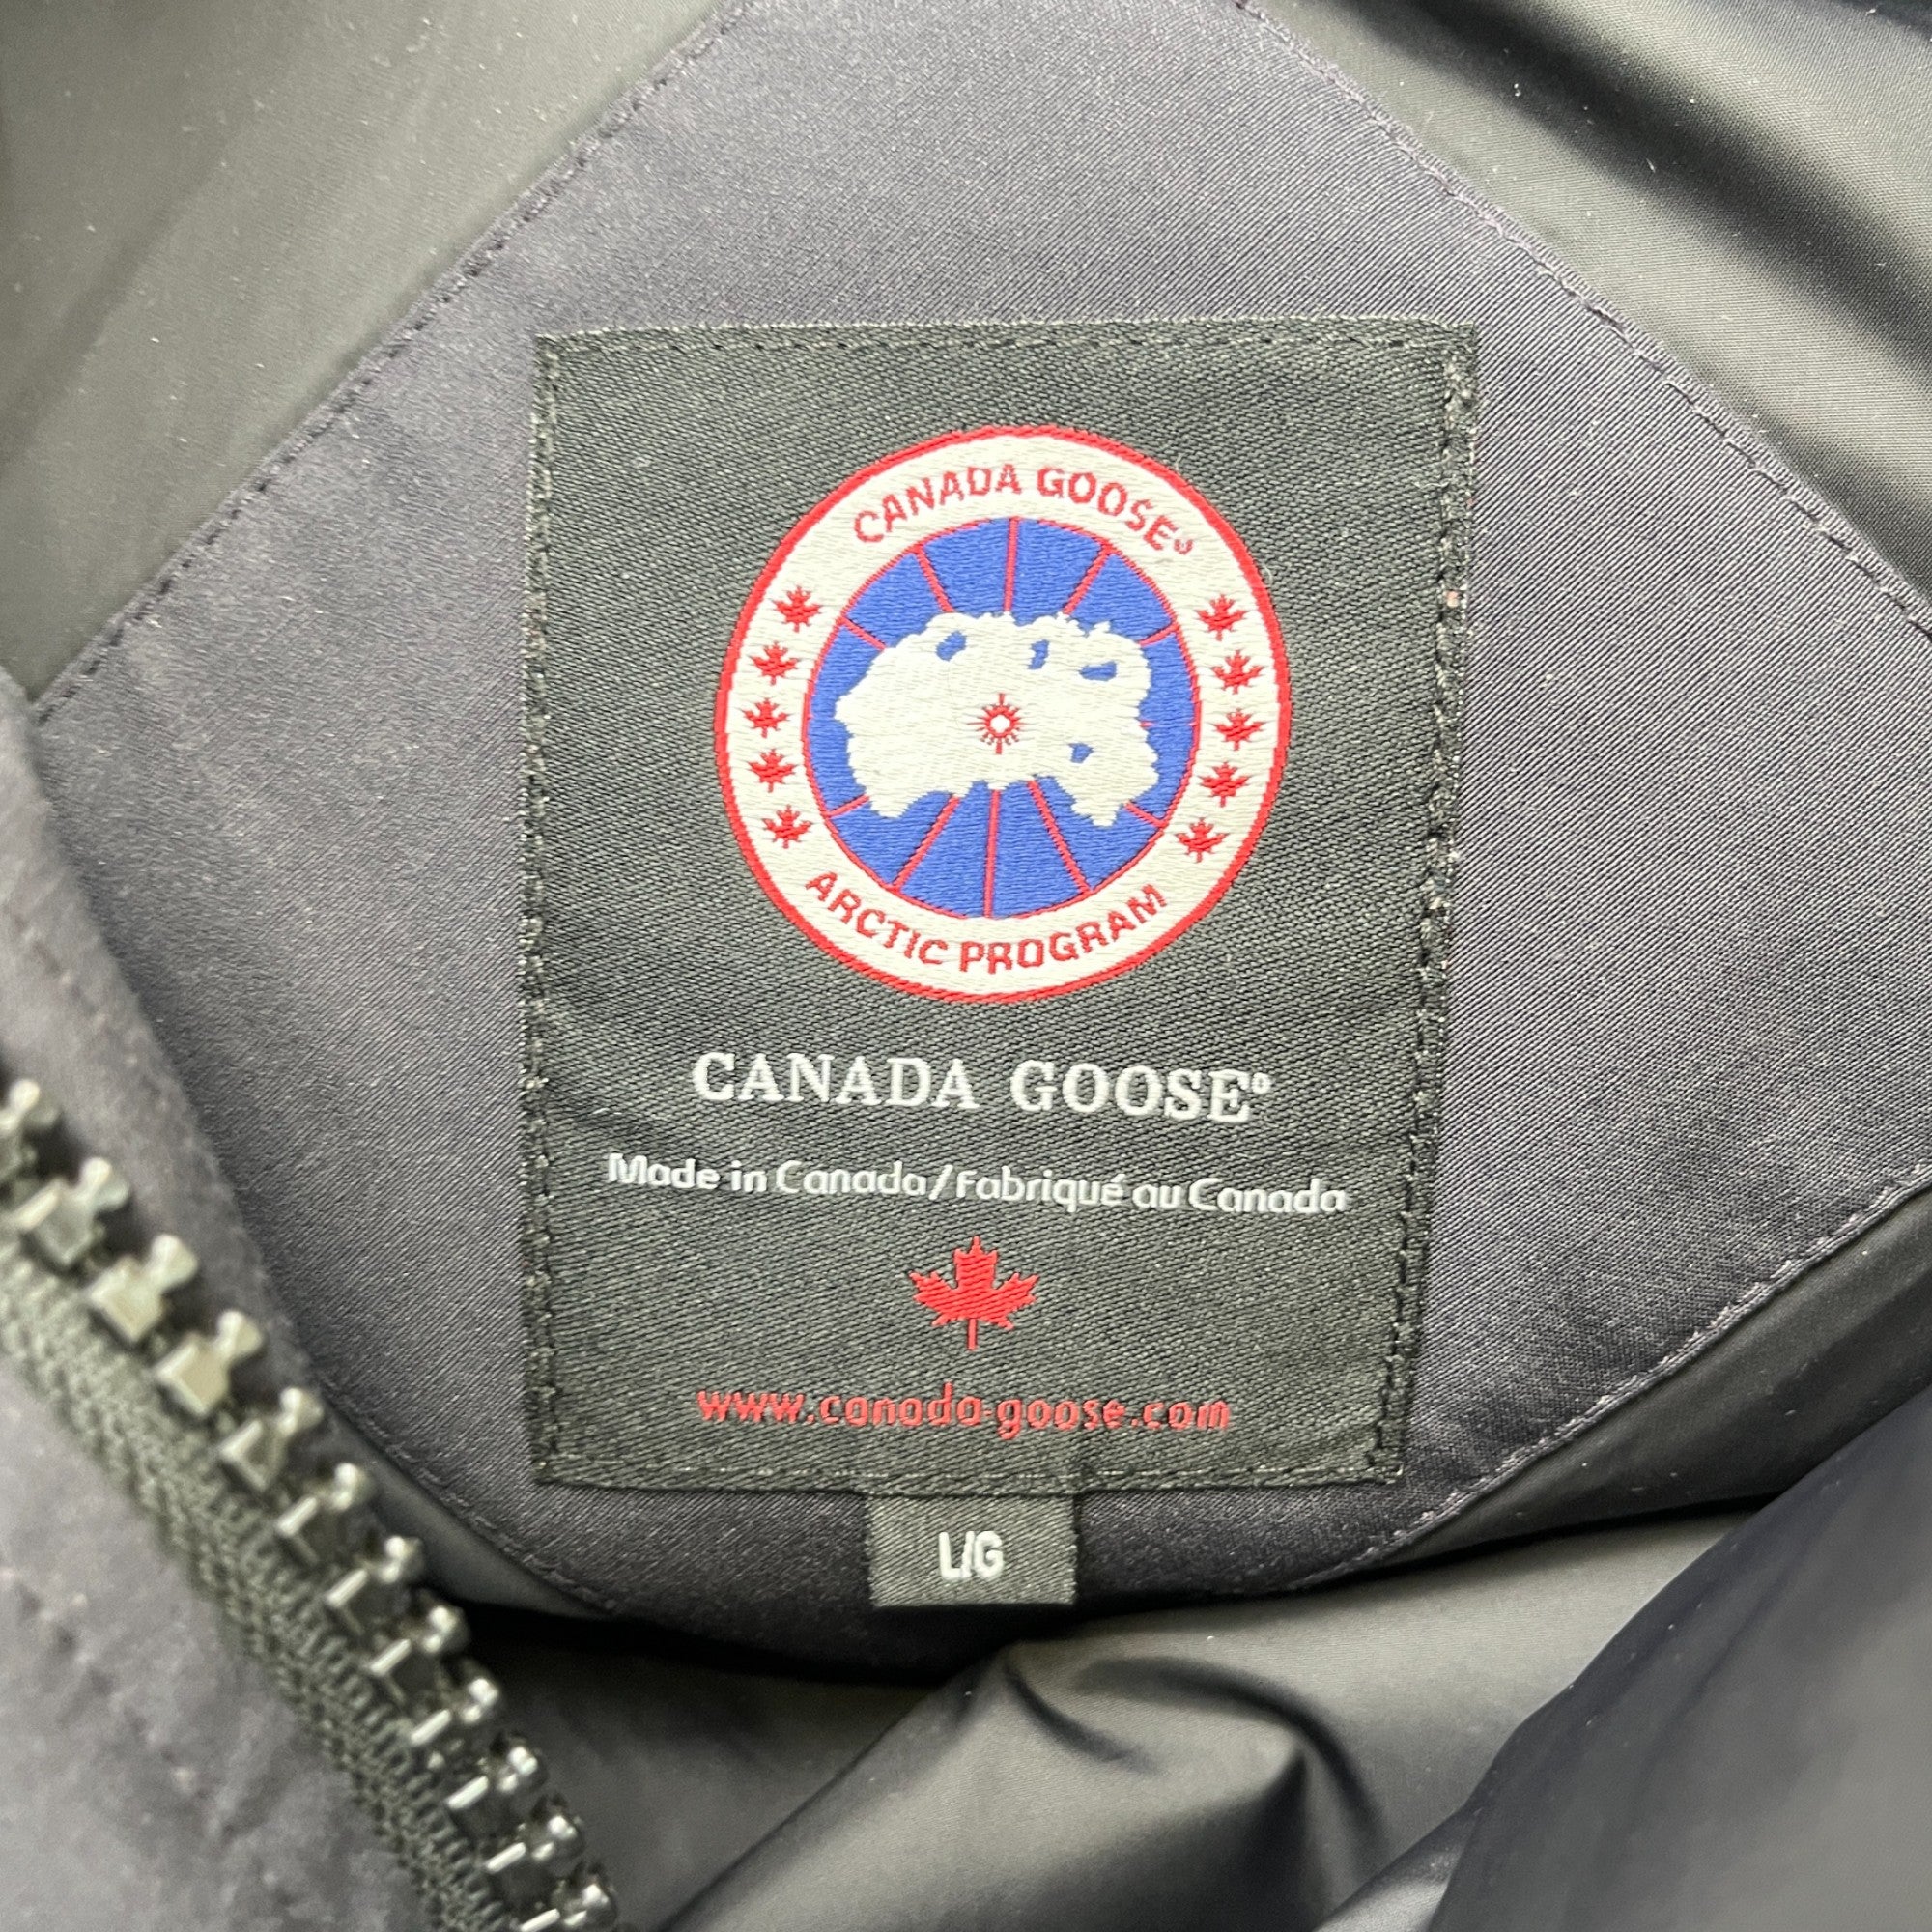 CANADA GOOSE®
ARCTIC PROGRAM
CANADA GOOSE®
Made in Canada/Fabriqué au Canada
www.canada-goose.com
L/G